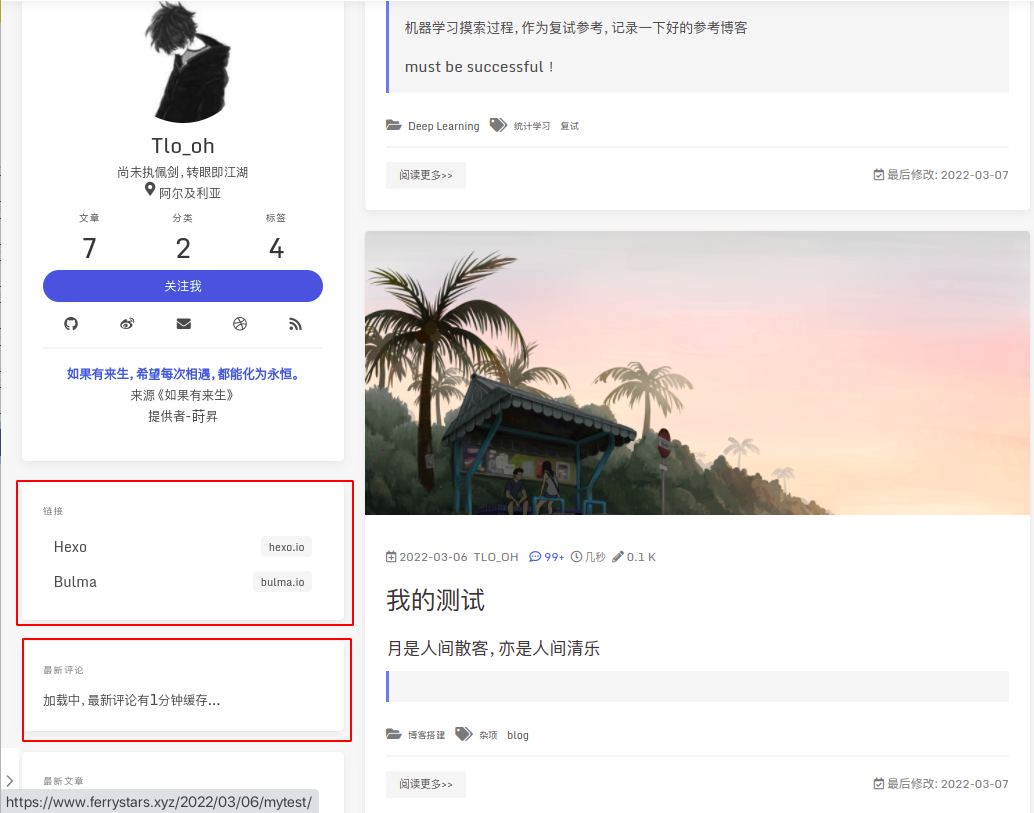 Tlo_oh
尚未执佩剑,转眼即江湖
阿尔及利亚
文章 分类 标签
7 2 4
关注我
如果有来生,希望每次相遇,都能化为永恒。
来源《如果有来生》
提供者-莳昇
链接
Hexo hexo.io
Bulma bulma.io
最新评论
加载中,最新评论有1分钟缓存...
最新文章
https://www.ferrystars.xyz/2022/03/06/mytest/
机器学习摸索过程,作为复试参考,记录一下好的参考博客
must be successful！
Deep Learning 统计学习 复试
阅读更多>> 最后修改: 2022-03-07
2022-03-06 TLO_OH 99+ 几秒 0.1 K
我的测试
月是人间散客,亦是人间清乐
博客搭建 杂项 blog
阅读更多>> 最后修改: 2022-03-07